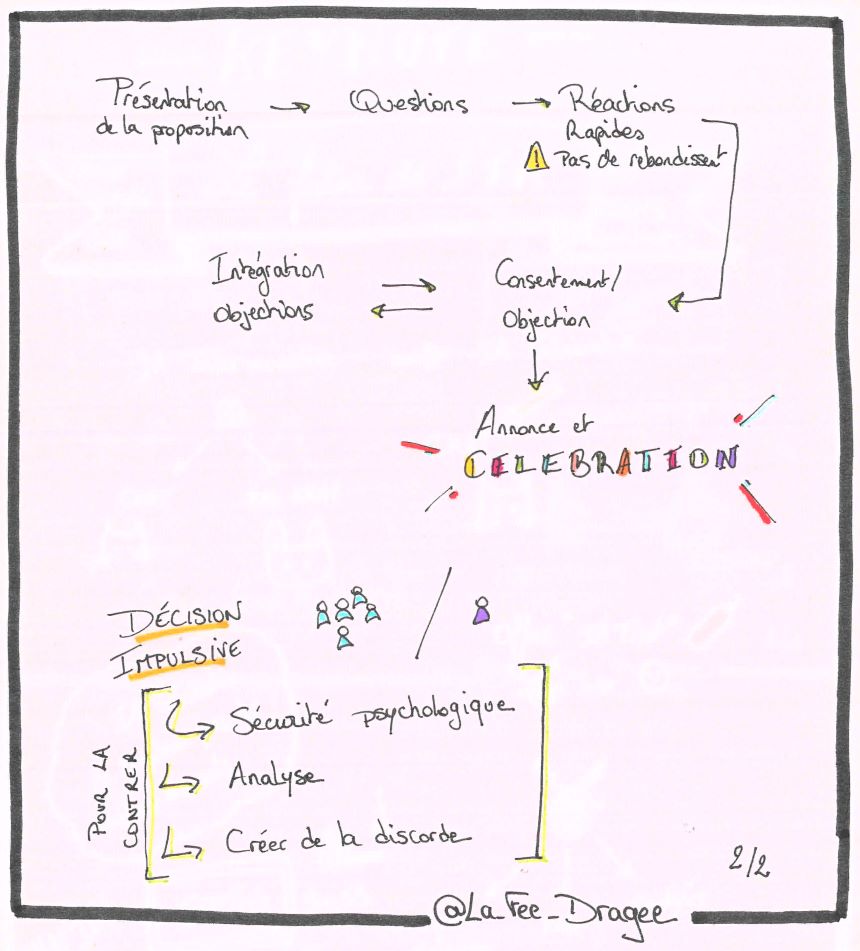 Présentation
de la proposition
Questions
Réactions
Rapides
Pas de rebondissent
Intégration
objections
Consentement/
Objection
Annonce et
CELEBRATION
DÉCISION
IMPULSIVE
POUR LA
CONTRER
Sécurité psychologique
Analyse
Créer de la discorde
2/2
@La_Fee_Dragee